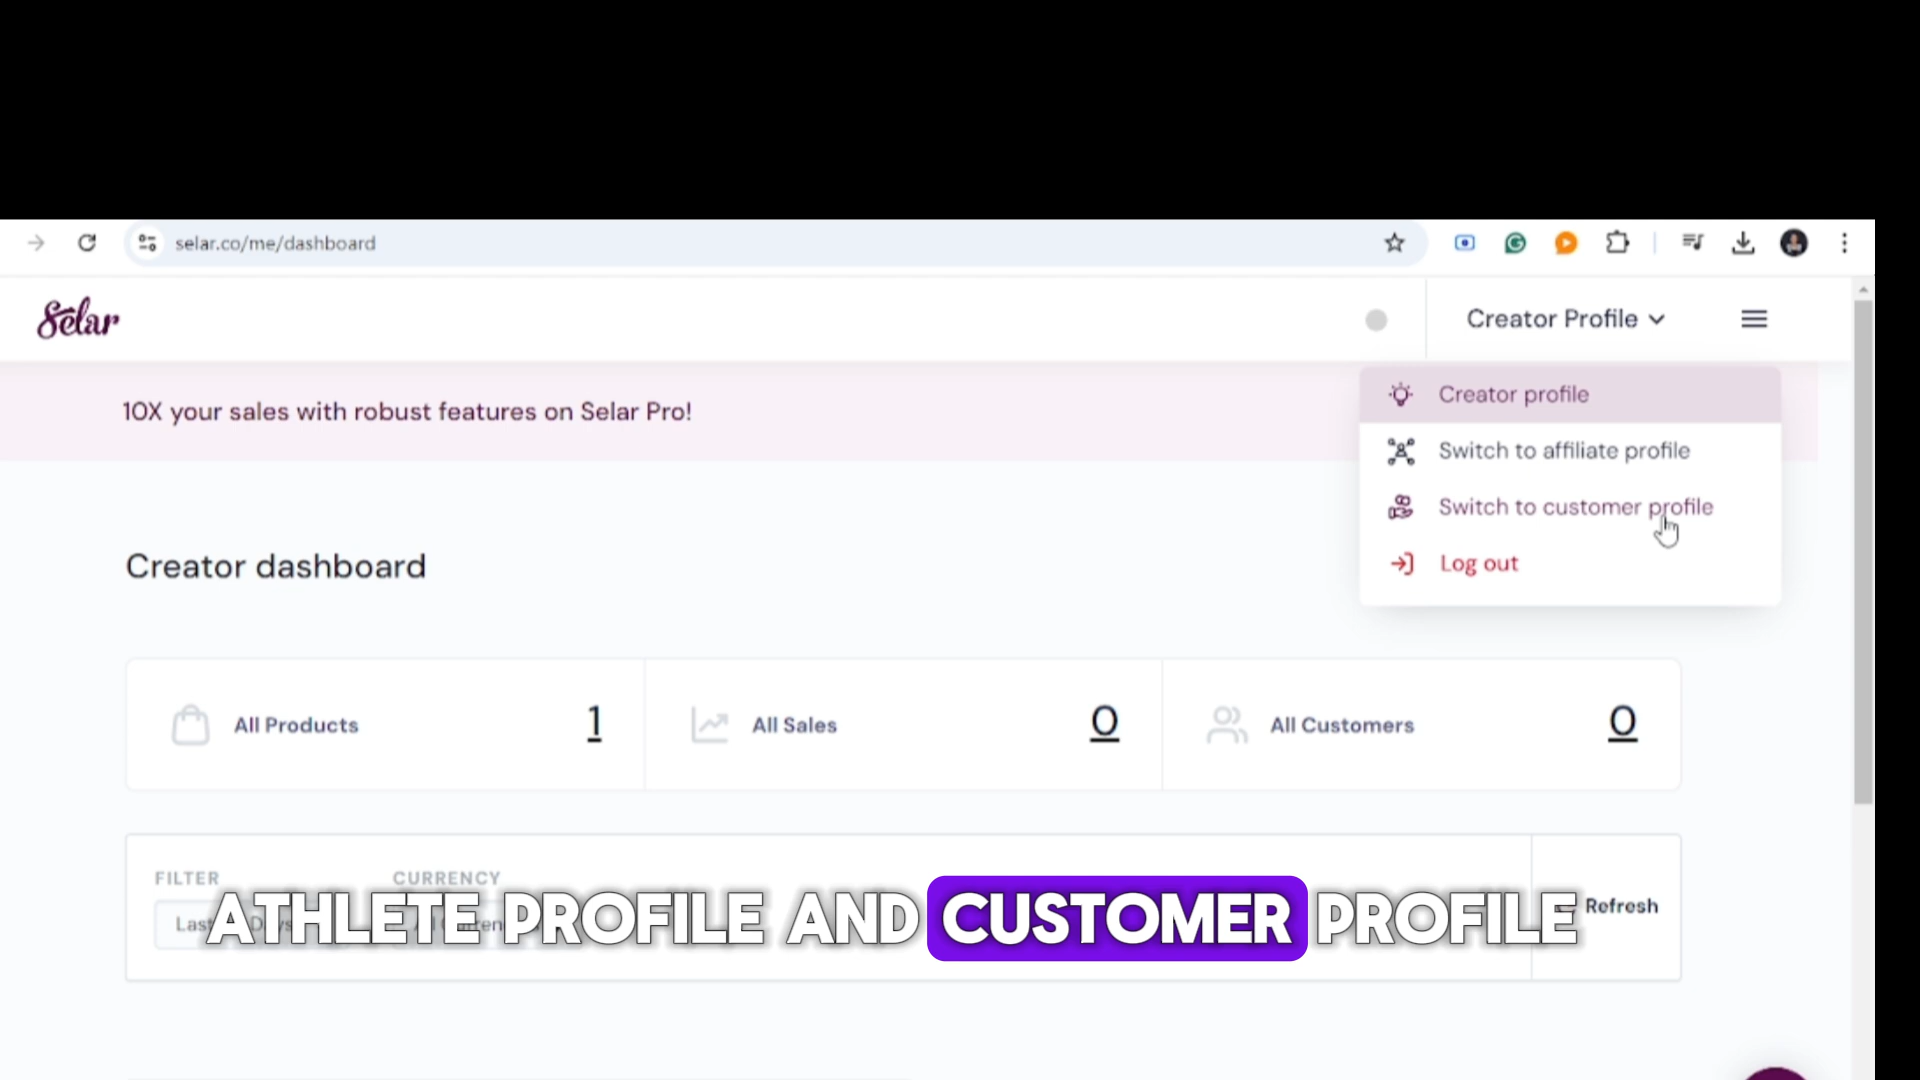 selar.co/me/dashboard
Selar
Creator Profile
10X your sales with robust features on Selar Pro!
Creator profile
Switch to affiliate profile
Switch to customer profile
Log out
Creator dashboard
All Products 1
All Sales 0
All Customers 0
FILTER
CURRENCY
Refresh
ATHLETE PROFILE AND CUSTOMER PROFILE